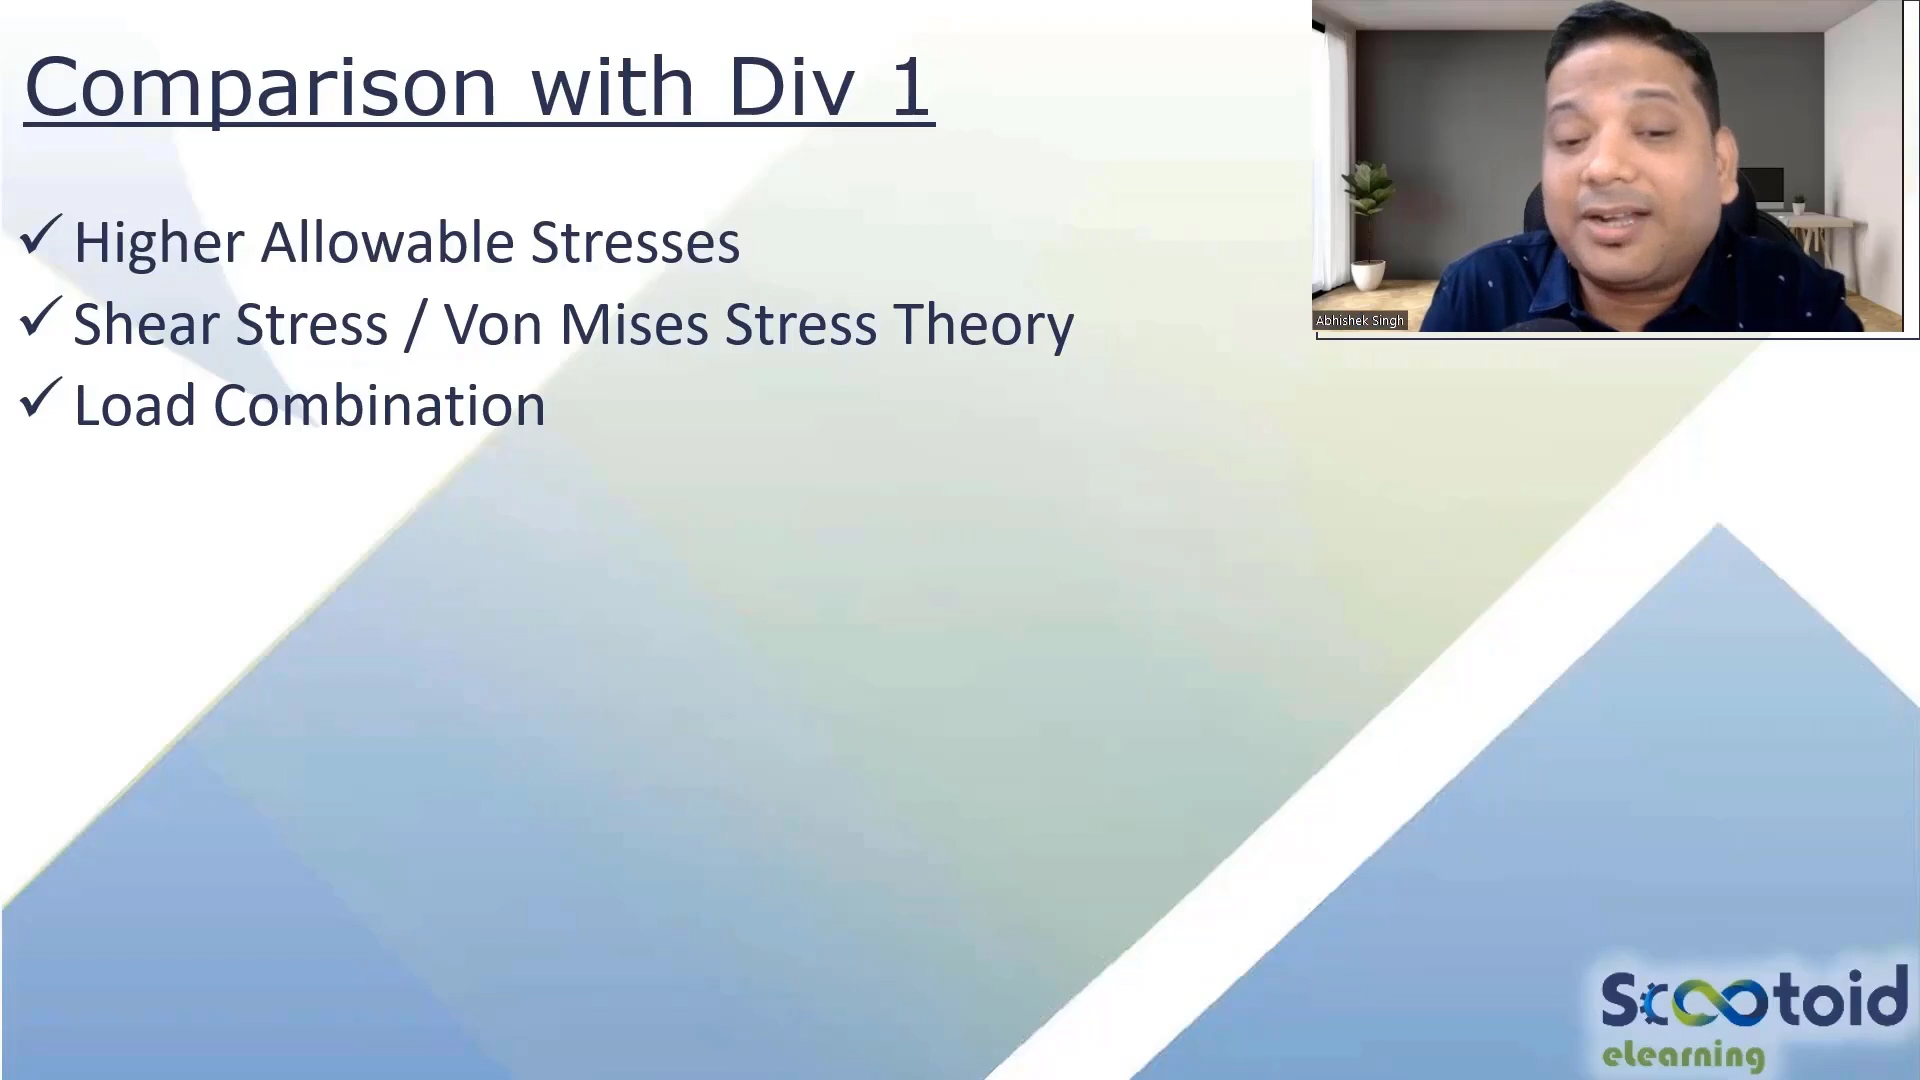 Comparison with Div 1
Higher Allowable Stresses
Shear Stress / Von Mises Stress Theory
Load Combination
Abhishek Singh
Scootoid
elearning